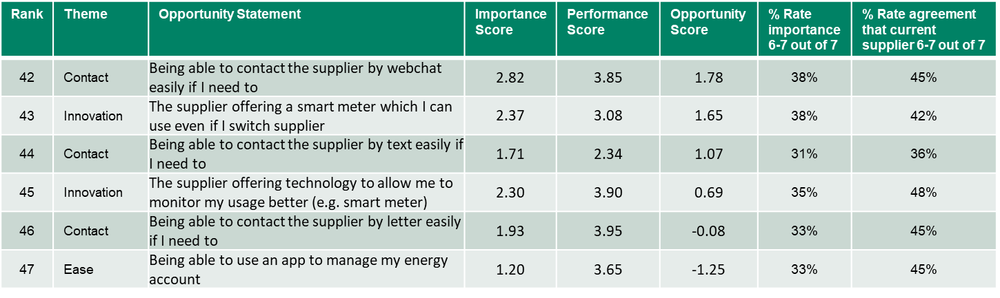 Rank Theme Opportunity Statement Importance Score Performance Score Opportunity Score % Rate importance 6-7 out of 7 % Rate agreement that current supplier 6-7 out of 7
42 Contact Being able to contact the supplier by webchat easily if I need to 2.82 3.85 1.78 38% 45%
43 Innovation The supplier offering a smart meter which I can use even if I switch supplier 2.37 3.08 1.65 38% 42%
44 Contact Being able to contact the supplier by text easily if I need to 1.71 2.34 1.07 31% 36%
45 Innovation The supplier offering technology to allow me to monitor my usage better (e.g. smart meter) 2.30 3.90 0.69 35% 48%
46 Contact Being able to contact the supplier by letter easily if I need to 1.93 3.95 -0.08 33% 45%
47 Ease Being able to use an app to manage my energy account 1.20 3.65 -1.25 33% 45%